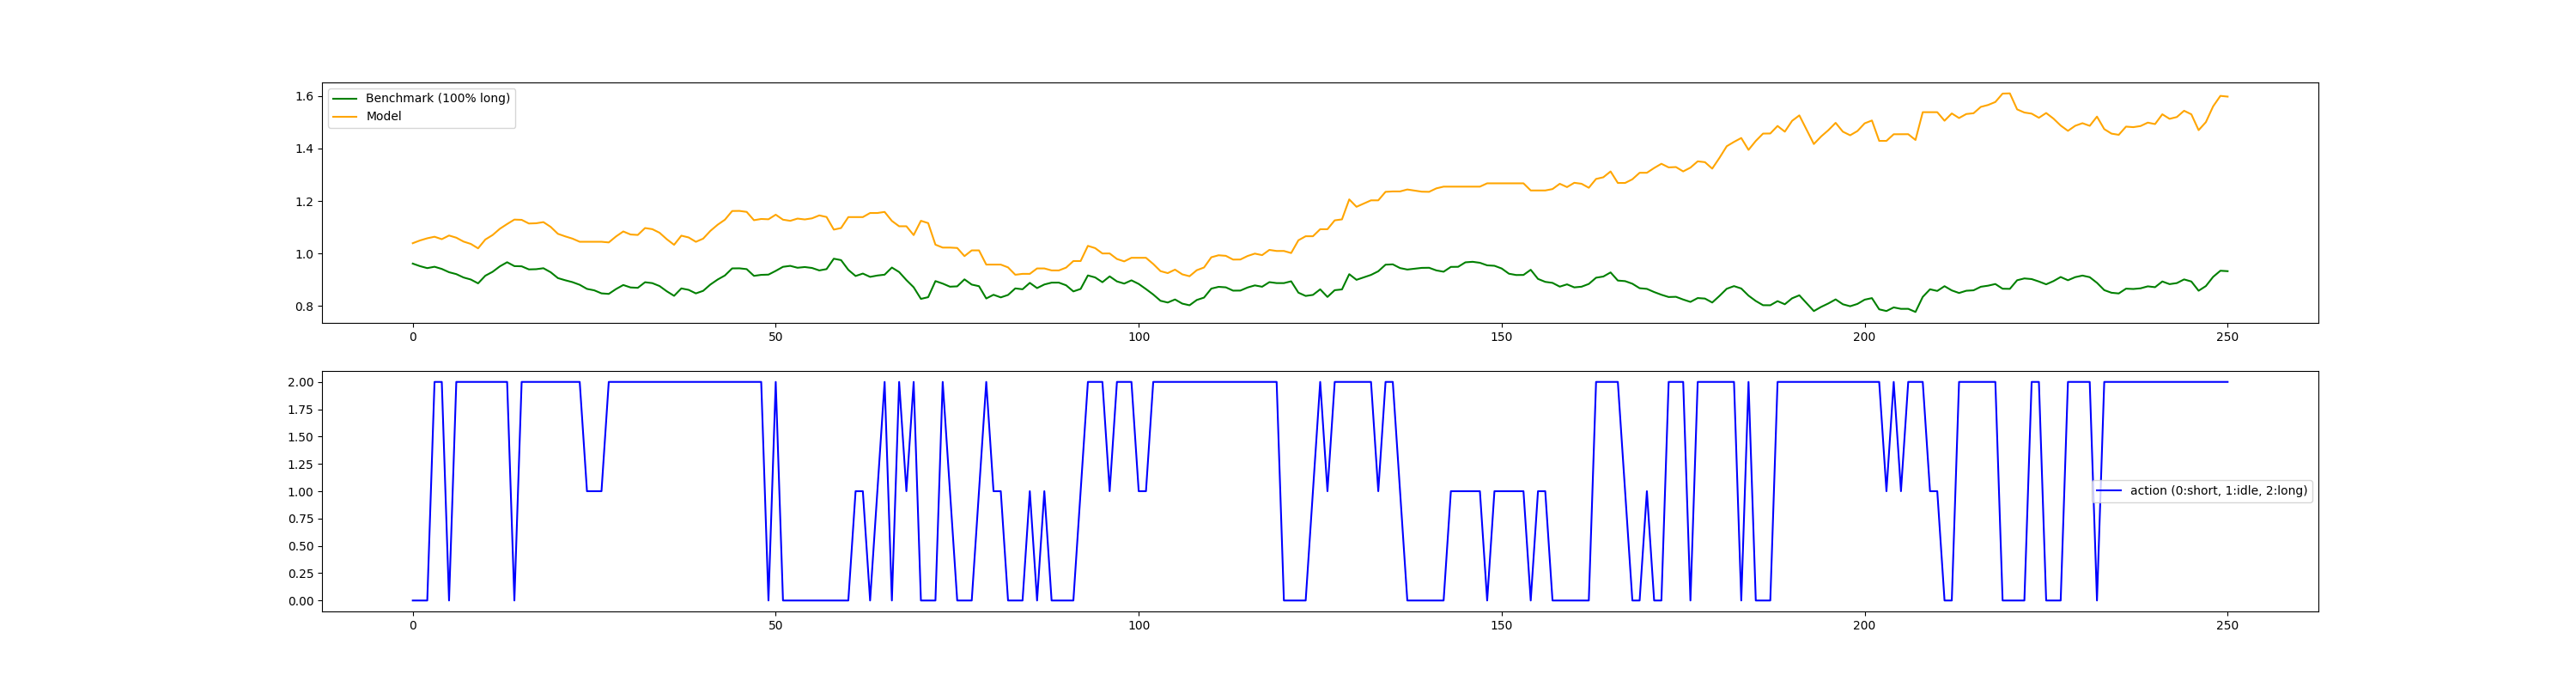 1.6
1.4
1.2
1.0
0.8
Benchmark (100% long)
Model
0 50 100 150 200 250
2.00
1.75
1.50
1.25
1.00
0.75
0.50
0.25
0.00
action (0:short, 1:idle, 2:long)
0 50 100 150 200 250